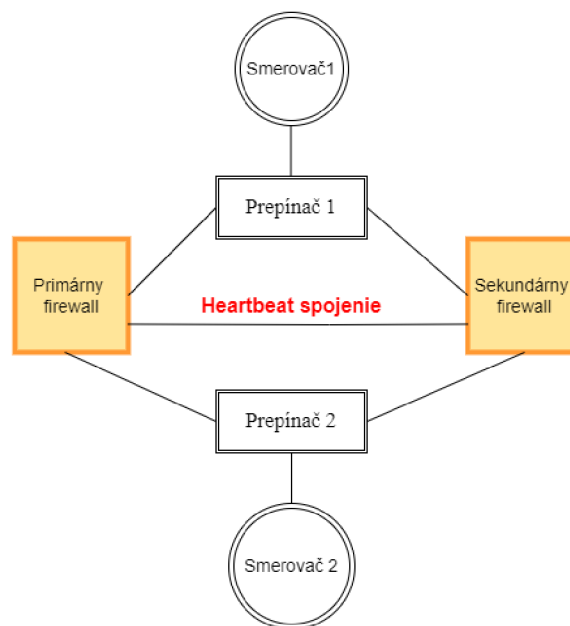 Smerovač1
Prepínač 1
Primárny
firewall
Sekundárny
firewall
Heartbeat spojenie
Prepínač 2
Smerovač 2